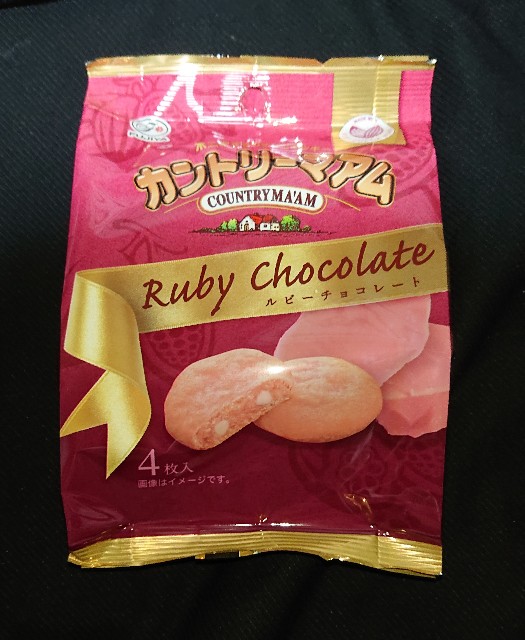 FUJIYA
カントリーマアム
COUNTRY MA'AM
Ruby Chocolate
ルビーチョコレート
4枚入
画像はイメージです。